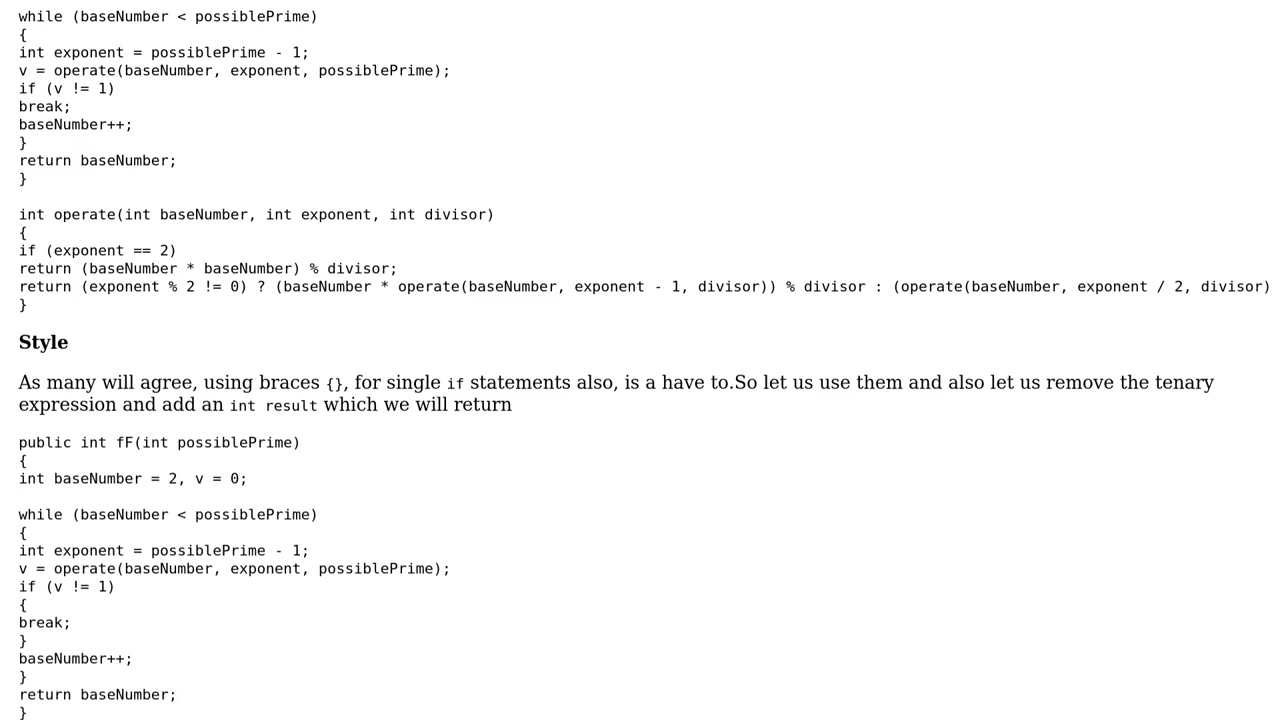 while (baseNumber < possiblePrime)
{
int exponent = possiblePrime - 1;
v = operate(baseNumber, exponent, possiblePrime);
if (v != 1)
break;
baseNumber++;
}
return baseNumber;
}
int operate(int baseNumber, int exponent, int divisor)
{
if (exponent == 2)
return (baseNumber * baseNumber) % divisor;
return (exponent % 2 != 0) ? (baseNumber * operate(baseNumber, exponent - 1, divisor)) % divisor : (operate(baseNumber, exponent / 2, divisor)
}
Style
As many will agree, using braces {}, for single if statements also, is a have to.So let us use them and also let us remove the tenary
expression and add an int result which we will return
public int fF(int possiblePrime)
{
int baseNumber = 2, v = 0;
while (baseNumber < possiblePrime)
{
int exponent = possiblePrime - 1;
v = operate(baseNumber, exponent, possiblePrime);
if (v != 1)
{
break;
}
baseNumber++;
}
return baseNumber;
}